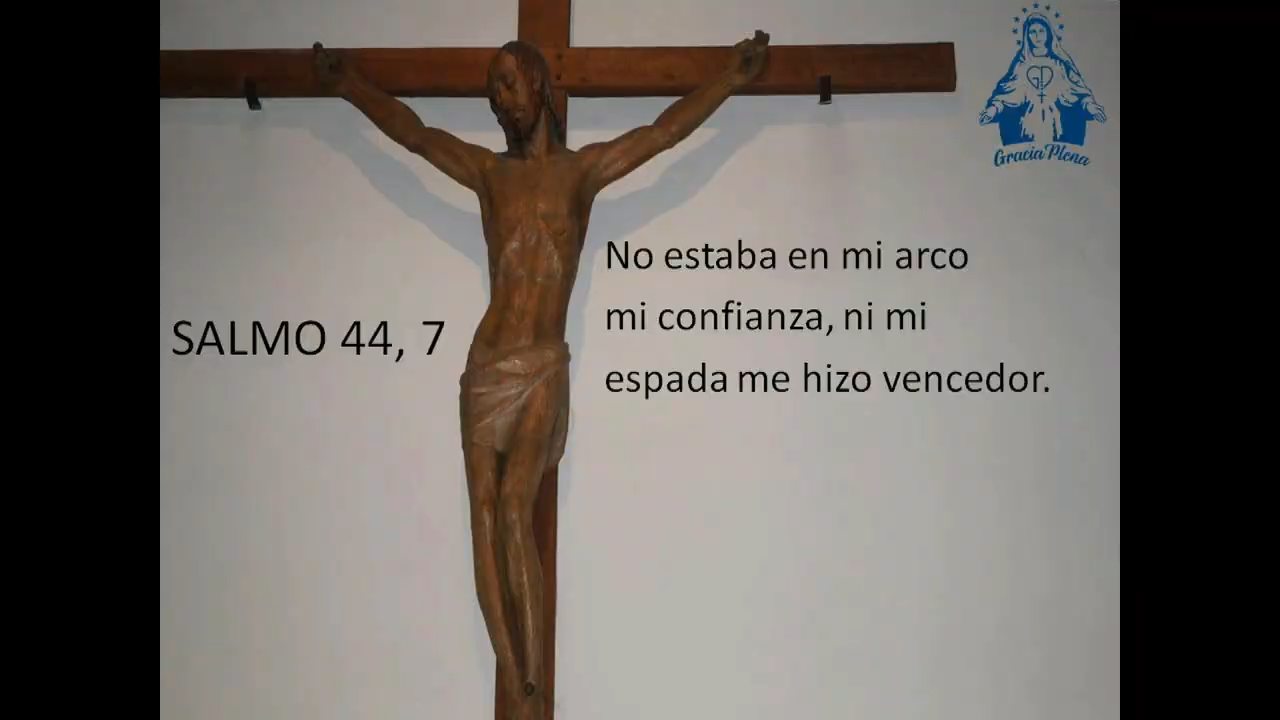 Gracia Plena
SALMO 44, 7
No estaba en mi arco
mi confianza, ni mi
espada me hizo vencedor.